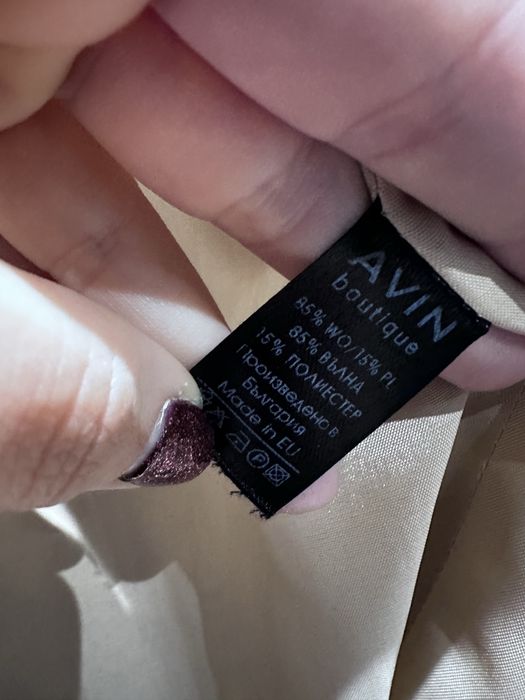 AVIN
boutique
85% WO/15% PL
85% ВЪЛНА
15% ПОЛИЕСТЕР
Произведено в
България
Made in EU